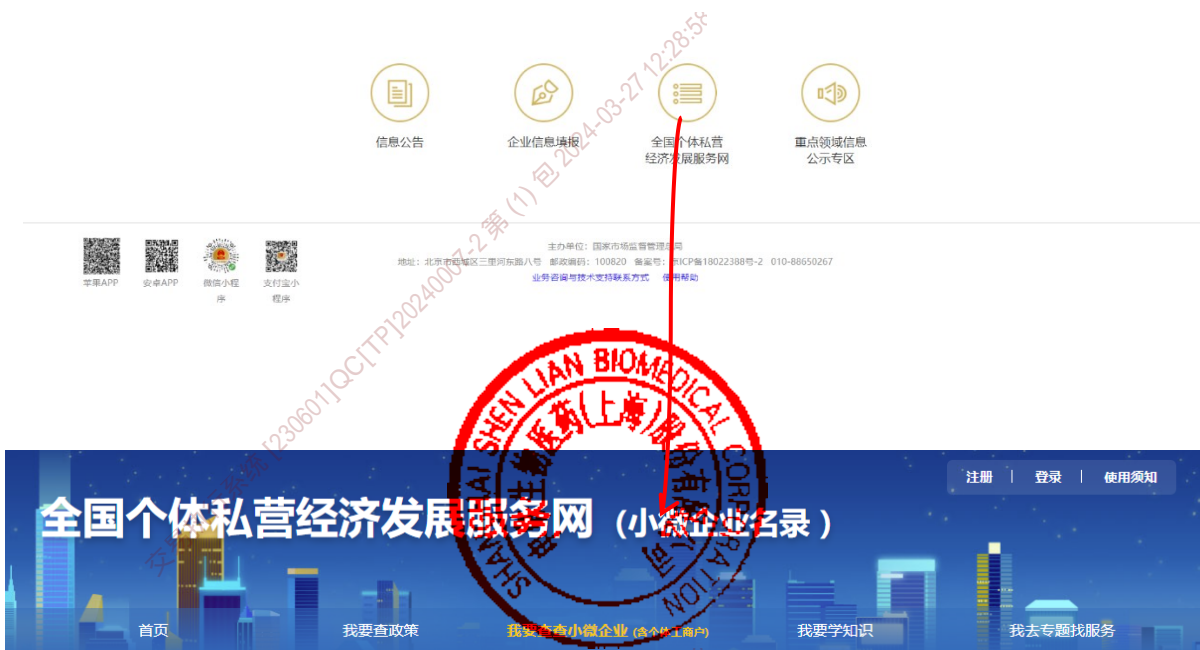 信息公告
企业信息填报
全国个体私营
经济发展服务网
重点领域信息
公示专区
苹果APP
安卓APP
微信小程
序
支付宝小
程序
主办单位：国家市场监督管理总局
地址：北京市西城区三里河东路八号 邮政编码：100820 备案号：京ICP备18022388号-2 010-88650267
业务咨询与技术支持联系方式 使用帮助
[230601]QC[TP]20240007-2 第 (1) 包 2024-03-27 12:28:58
SHANGHAI SHEN LIAN BIOMEDICAL CORPORATION
生物医药(上海)股份有限公司
注册
登录
使用须知
全国个体私营经济发展服务网 (小微企业名录)
首页
我要查政策
我要查查小微企业 (含个体工商户)
我要学知识
我去专题找服务